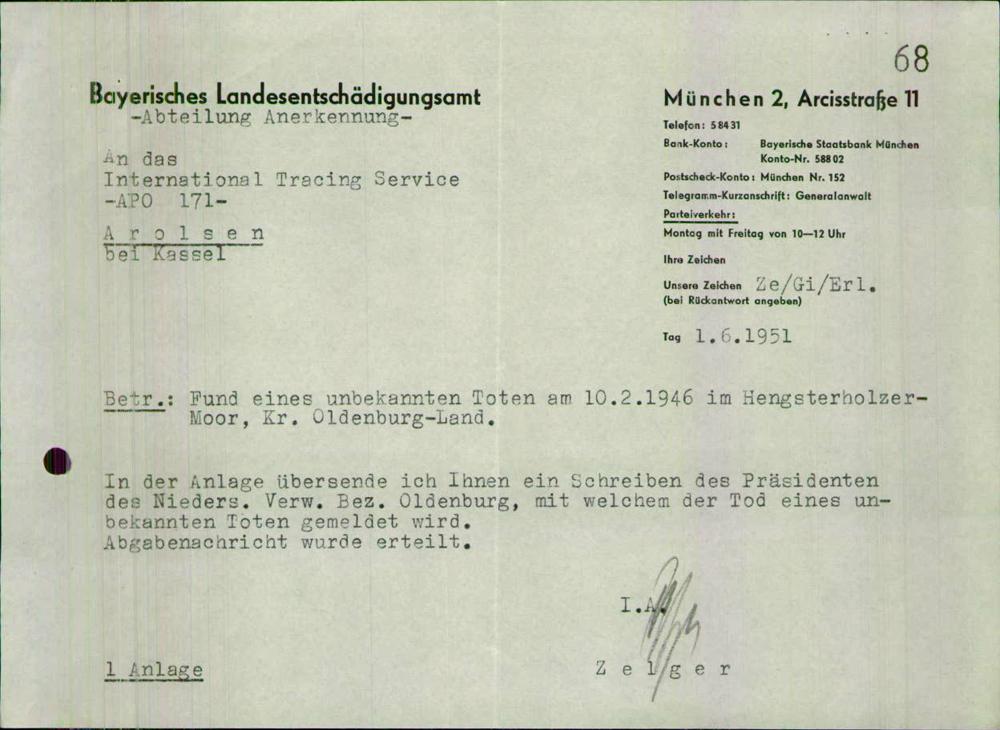 68
Bayerisches Landesentschädigungsamt
-Abteilung Anerkennung-
München 2, Arcisstraße 11
Telefon: 58431
Bank-Konto: Bayerische Staatsbank München
Konto-Nr. 58802
Postscheck-Konto: München Nr. 152
Telegramm-Kurzanschrift: Generalanwalt
Parteiverkehr:
Montag mit Freitag von 10—12 Uhr
Ihre Zeichen
Unsere Zeichen Ze/Gi/Erl.
(bei Rückantwort angeben)
Tag 1.6.1951
An das
International Tracing Service
-APO 171-
Arolsen
bei Kassel
Betr.: Fund eines unbekannten Toten am 10.2.1946 im Hengsterholzer-
Moor, Kr. Oldenburg-Land.
In der Anlage übersende ich Ihnen ein Schreiben des Präsidenten
des Nieders. Verw. Bez. Oldenburg, mit welchem der Tod eines un-
bekannten Toten gemeldet wird.
Abgabenachricht wurde erteilt.
I.A.
Zelger
1 Anlage